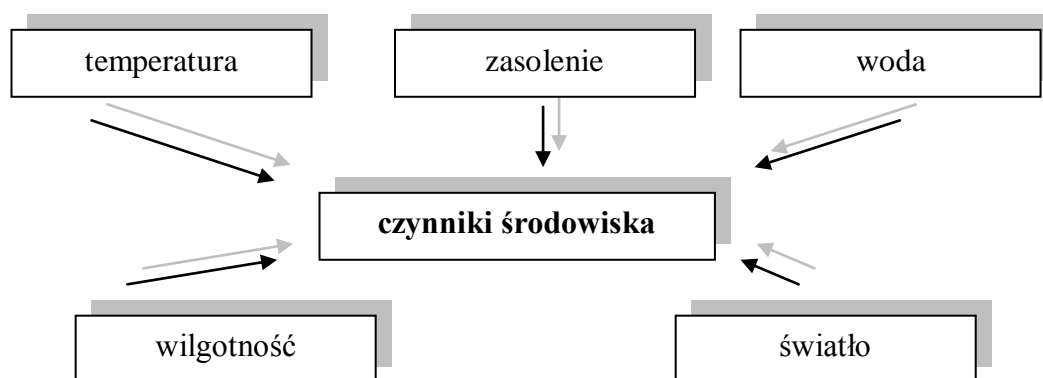 temperatura
zasolenie
woda
czynniki środowiska
wilgotność
światło